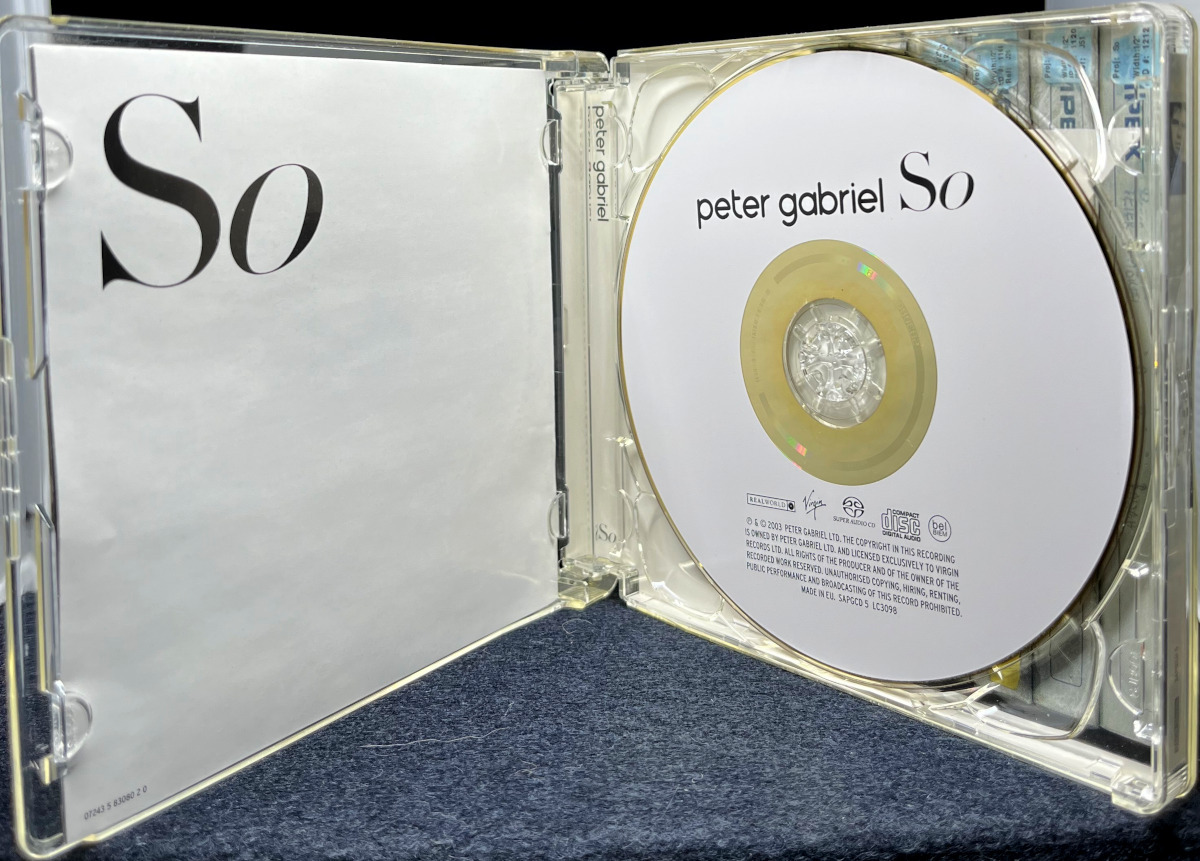 So
07243 5 83080 2 0
peter gabriel
So
peter gabriel So
REALWORLD
Virgin
SUPER AUDIO CD
COMPACT
disc
DIGITAL AUDIO
bel
BIEM
℗ & © 2003 PETER GABRIEL LTD. THE COPYRIGHT IN THIS RECORDING
IS OWNED BY PETER GABRIEL LTD. AND LICENSED EXCLUSIVELY TO VIRGIN
RECORDS LTD. ALL RIGHTS OF THE PRODUCER AND OF THE OWNER OF THE
RECORDED WORK RESERVED. UNAUTHORISED COPYING, HIRING, RENTING,
PUBLIC PERFORMANCE AND BROADCASTING OF THIS RECORD PROHIBITED.
MADE IN EU. SAPGCD 5 LC3098